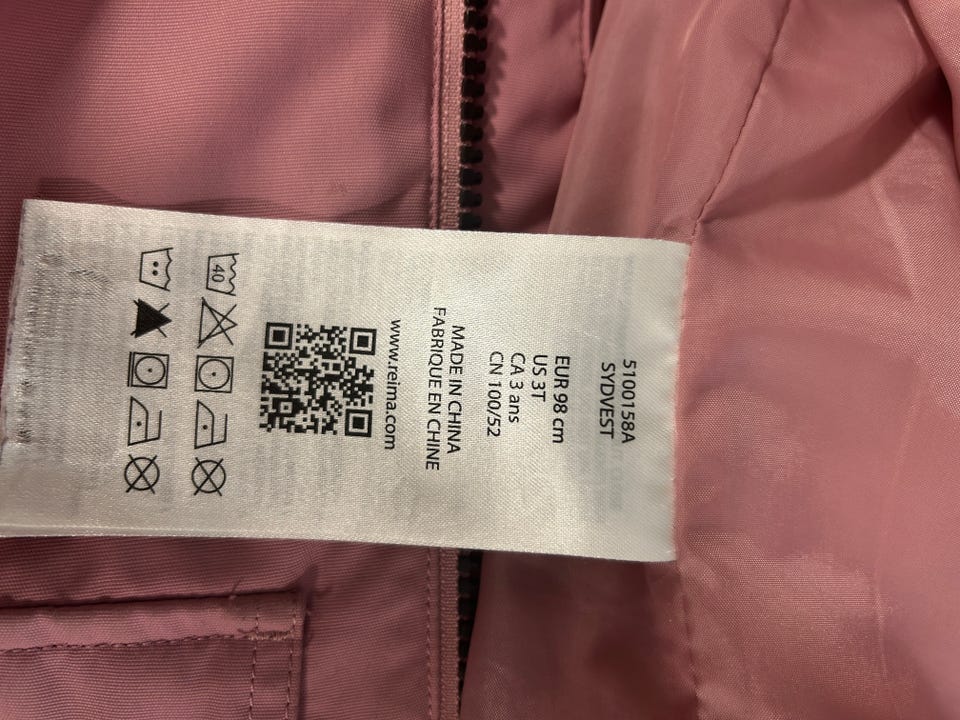 5100158A
SYDVEST
EUR 98 cm
US 3T
CA 3 ans
CN 100/52
MADE IN CHINA
FABRIQUE EN CHINE
www.reima.com
40